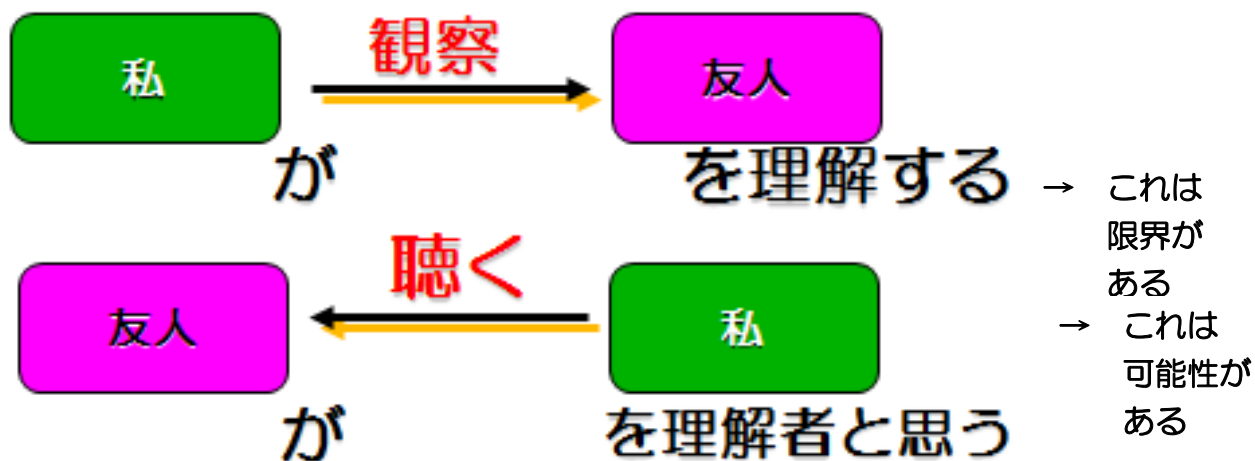 観察
私
友人
が
を理解する
→ これは
限界が
ある
聴く
友人
私
が
を理解者と思う
→ これは
可能性が
ある